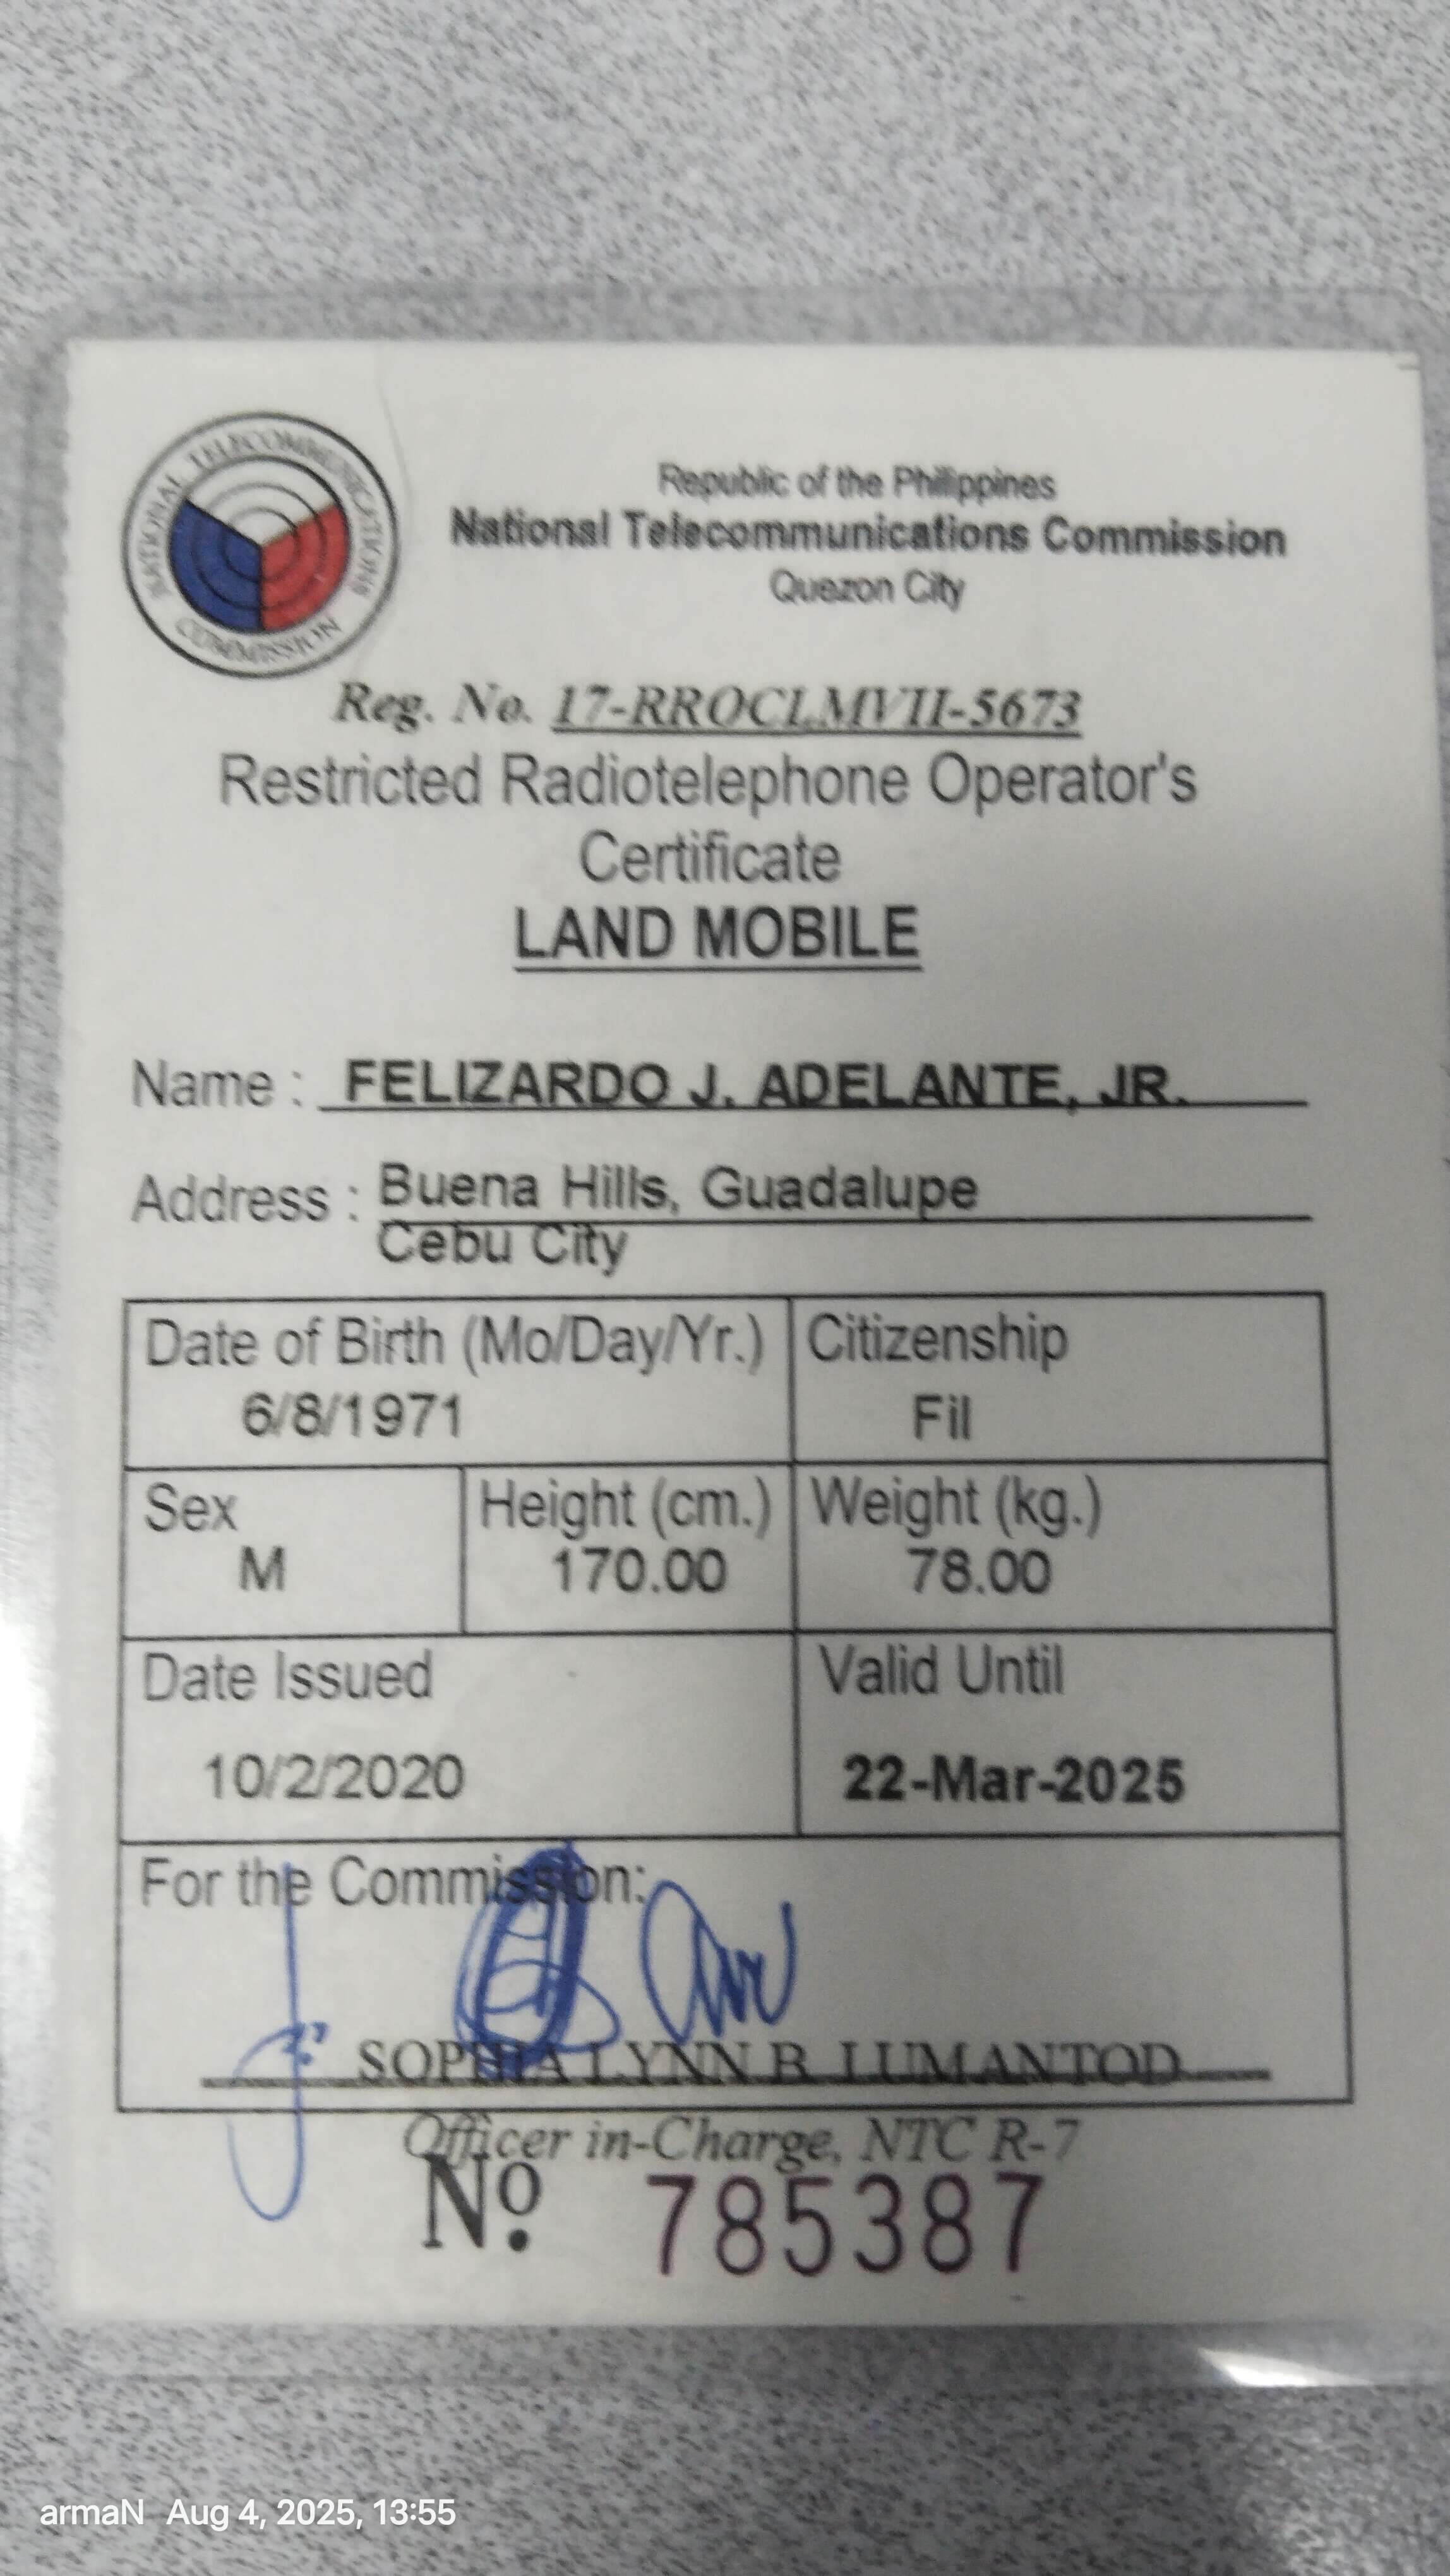 NATIONAL TELECOMMUNICATIONS COMMISSION
Republic of the Philippines
National Telecommunications Commission
Quezon City
Reg. No. 17-RROCLMVII-5673
Restricted Radiotelephone Operator's
Certificate
LAND MOBILE
Name : FELIZARDO J. ADELANTE, JR.
Address : Buena Hills, Guadalupe
Cebu City
Date of Birth (Mo/Day/Yr.) Citizenship
6/8/1971 Fil
Sex Height (cm.) Weight (kg.)
M 170.00 78.00
Date Issued Valid Until
10/2/2020 22-Mar-2025
For the Commission:
SOPHIA LYNN B. LUMANTOD
Officer in-Charge, NTC R-7
Nº. 785387
armaN Aug 4, 2025, 13:55